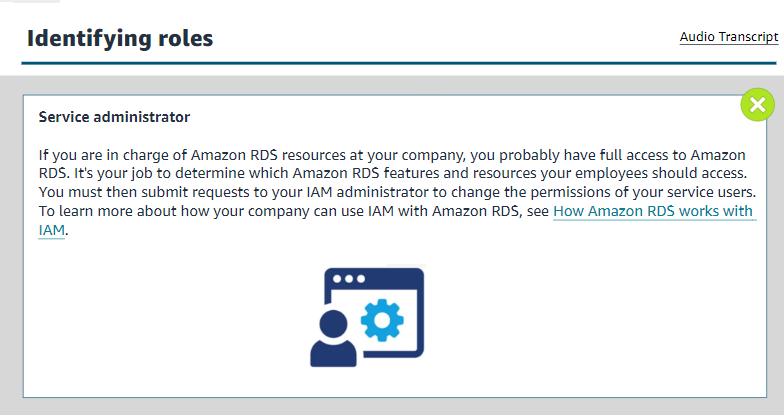 Identifying roles
Audio Transcript
Service administrator
If you are in charge of Amazon RDS resources at your company, you probably have full access to Amazon
RDS. It's your job to determine which Amazon RDS features and resources your employees should access.
You must then submit requests to your IAM administrator to change the permissions of your service users.
To learn more about how your company can use IAM with Amazon RDS, see How Amazon RDS works with
IAM.